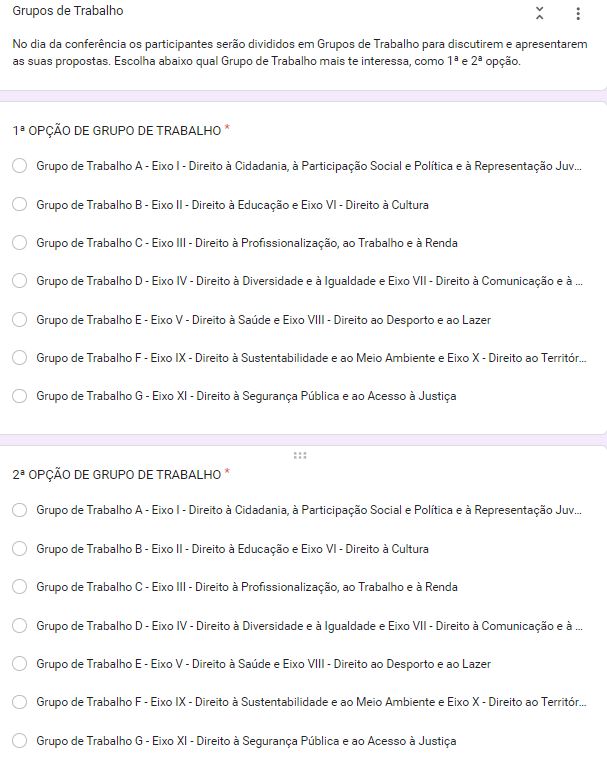 Grupos de Trabalho
No dia da conferência os participantes serão divididos em Grupos de Trabalho para discutirem e apresentarem
as suas propostas. Escolha abaixo qual Grupo de Trabalho mais te interessa, como 1ª e 2ª opção.
1ª OPÇÃO DE GRUPO DE TRABALHO *
Grupo de Trabalho A - Eixo I - Direito à Cidadania, à Participação Social e Política e à Representação Juv...
Grupo de Trabalho B - Eixo II - Direito à Educação e Eixo VI - Direito à Cultura
Grupo de Trabalho C - Eixo III - Direito à Profissionalização, ao Trabalho e à Renda
Grupo de Trabalho D - Eixo IV - Direito à Diversidade e à Igualdade e Eixo VII - Direito à Comunicação e à ...
Grupo de Trabalho E - Eixo V - Direito à Saúde e Eixo VIII - Direito ao Desporto e ao Lazer
Grupo de Trabalho F - Eixo IX - Direito à Sustentabilidade e ao Meio Ambiente e Eixo X - Direito ao Territór...
Grupo de Trabalho G - Eixo XI - Direito à Segurança Pública e ao Acesso à Justiça
2ª OPÇÃO DE GRUPO DE TRABALHO *
Grupo de Trabalho A - Eixo I - Direito à Cidadania, à Participação Social e Política e à Representação Juv...
Grupo de Trabalho B - Eixo II - Direito à Educação e Eixo VI - Direito à Cultura
Grupo de Trabalho C - Eixo III - Direito à Profissionalização, ao Trabalho e à Renda
Grupo de Trabalho D - Eixo IV - Direito à Diversidade e à Igualdade e Eixo VII - Direito à Comunicação e à ...
Grupo de Trabalho E - Eixo V - Direito à Saúde e Eixo VIII - Direito ao Desporto e ao Lazer
Grupo de Trabalho F - Eixo IX - Direito à Sustentabilidade e ao Meio Ambiente e Eixo X - Direito ao Territór...
Grupo de Trabalho G - Eixo XI - Direito à Segurança Pública e ao Acesso à Justiça